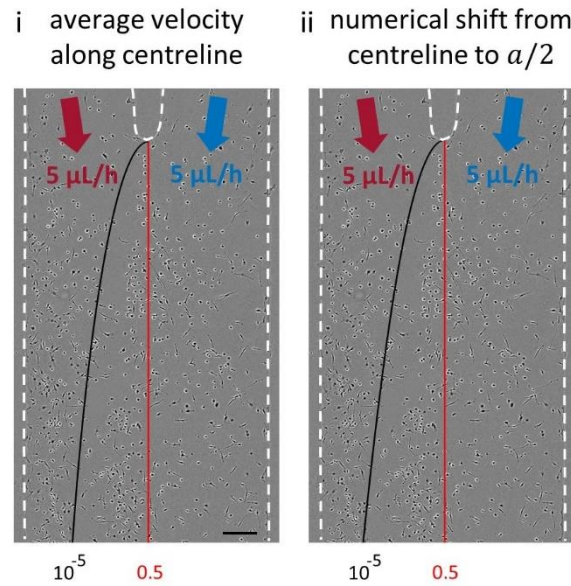 i average velocity along centreline
ii numerical shift from centreline to a/2
5 µL/h
5 µL/h
5 µL/h
5 µL/h
10⁻⁵
0.5
10⁻⁵
0.5